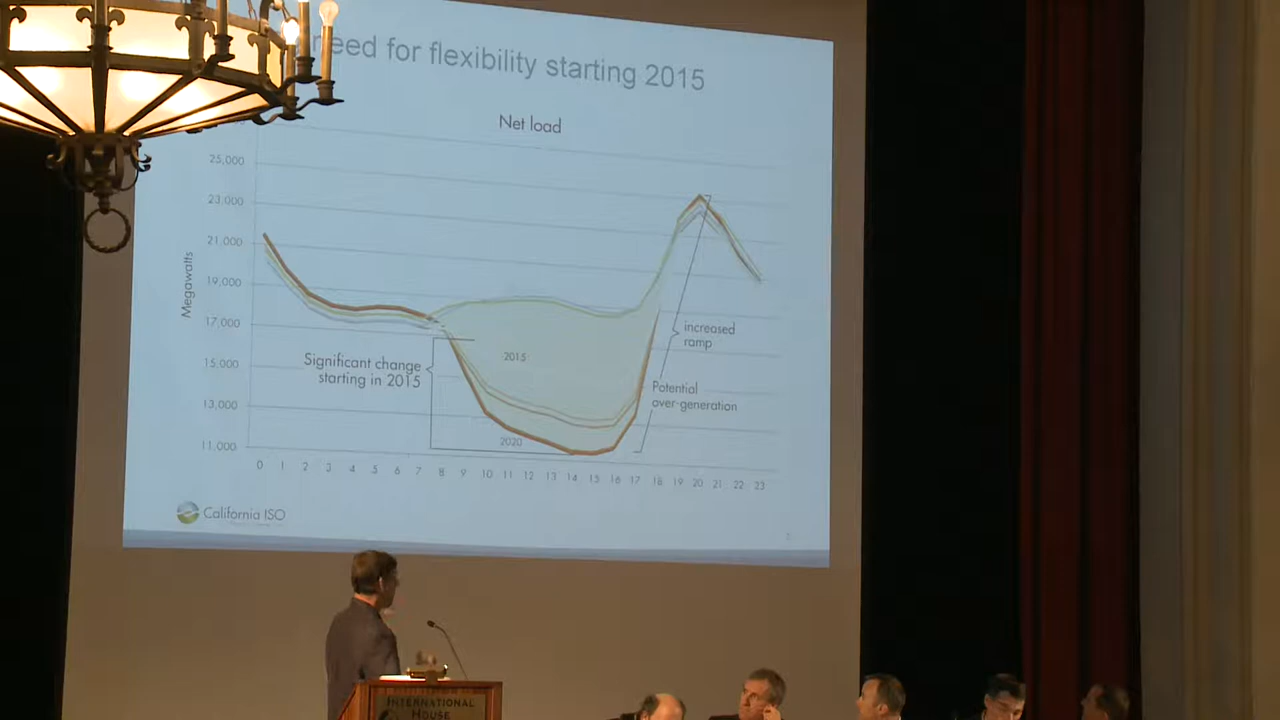 need for flexibility starting 2015
Net load
25,000
23,000
21,000
19,000
17,000
15,000
13,000
11,000
Megawatts
Significant change
starting in 2015
2015
2020
increased
ramp
Potential
over-generation
0 1 2 3 4 5 6 7 8 9 10 11 12 13 14 15 16 17 18 19 20 21 22 23
California ISO
INTERNATIONAL
HOUSE